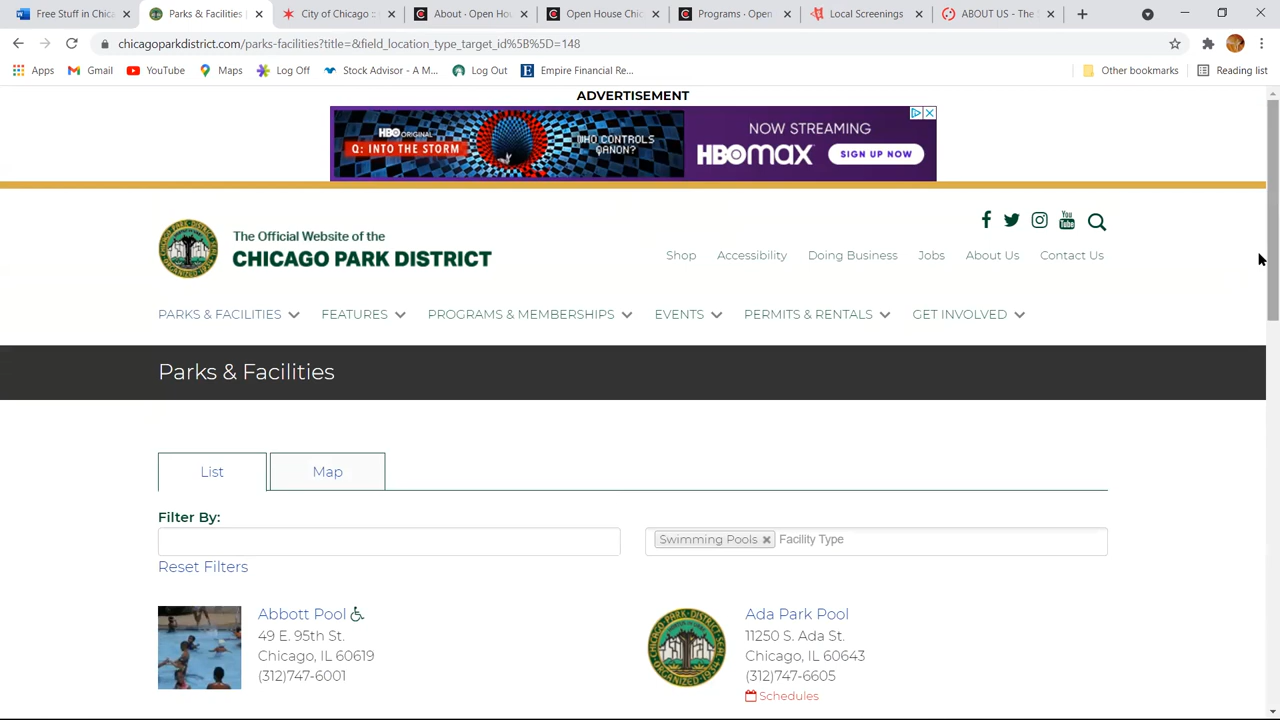 Free Stuff in Chica
Parks & Facilities
City of Chicago ::
About - Open Hou
Open House Chic
Programs - Open
Local Screenings
ABOUT US - The
chicagoparkdistrict.com/parks-facilities?title=&field_location_type_target_id%5B%5D=148
Apps Gmail YouTube Maps Log Off Stock Advisor - A M... Log Out Empire Financial Re... Other bookmarks Reading list
ADVERTISEMENT
HBO ORIGINAL
Q: INTO THE STORM
WHO CONTROLS
QANON?
NOW STREAMING
HBOMAX
SIGN UP NOW
The Official Website of the
CHICAGO PARK DISTRICT
Shop Accessibility Doing Business Jobs About Us Contact Us
PARKS & FACILITIES FEATURES PROGRAMS & MEMBERSHIPS EVENTS PERMITS & RENTALS GET INVOLVED
Parks & Facilities
List Map
Filter By:
Swimming Pools × Facility Type
Reset Filters
Abbott Pool
49 E. 95th St.
Chicago, IL 60619
(312)747-6001
Ada Park Pool
11250 S. Ada St.
Chicago, IL 60643
(312)747-6605
Schedules